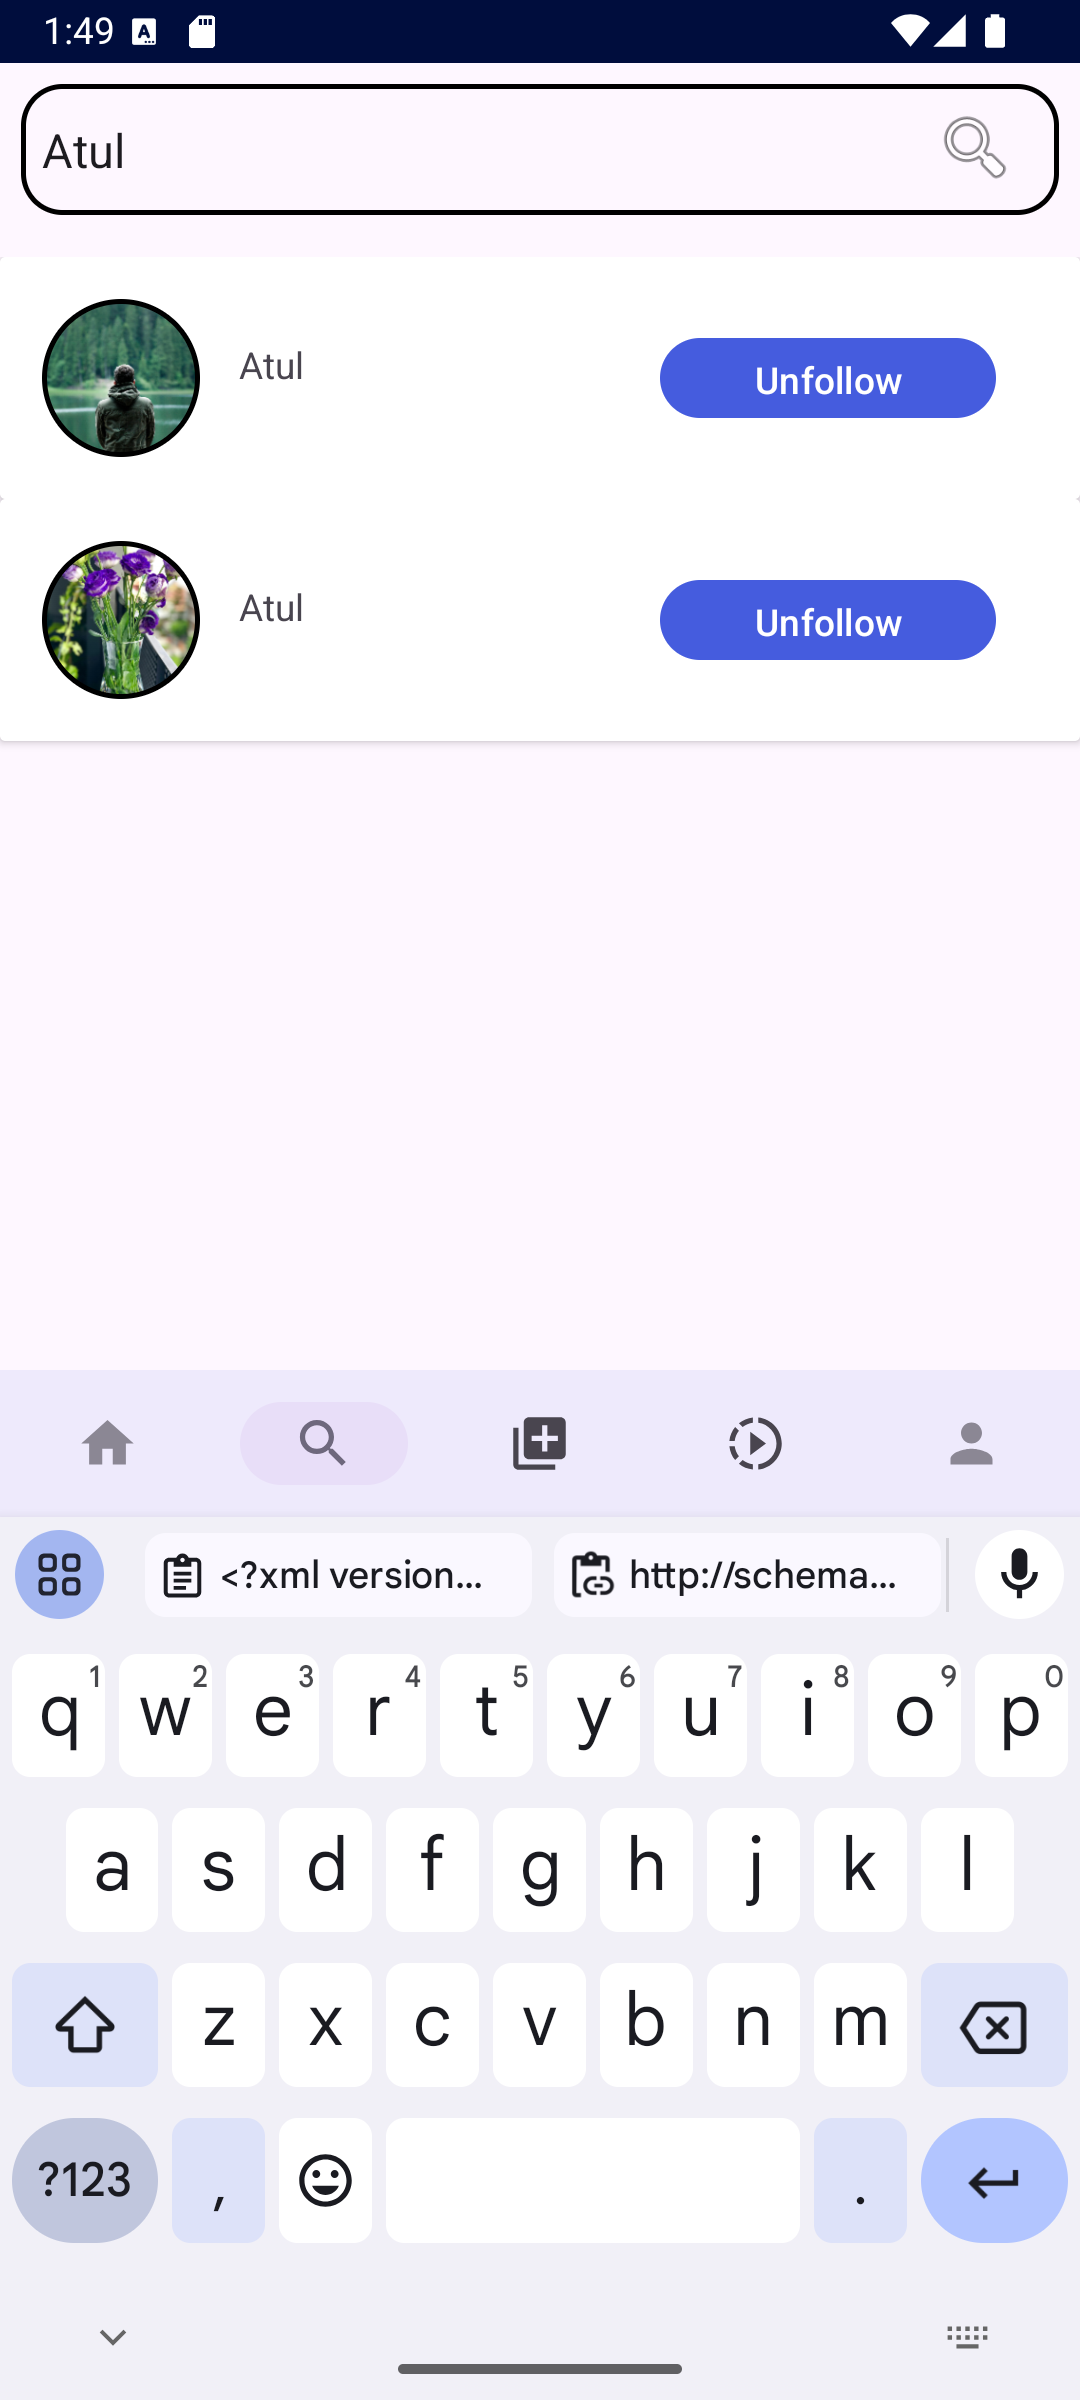 1:49
Atul
Atul
Unfollow
Atul
Unfollow
<?xml version...
http://schema...
q 1 w 2 e 3 r 4 t 5 y 6 u 7 i 8 o 9 p 0
a s d f g h j k l
z x c v b n m
?123 , .